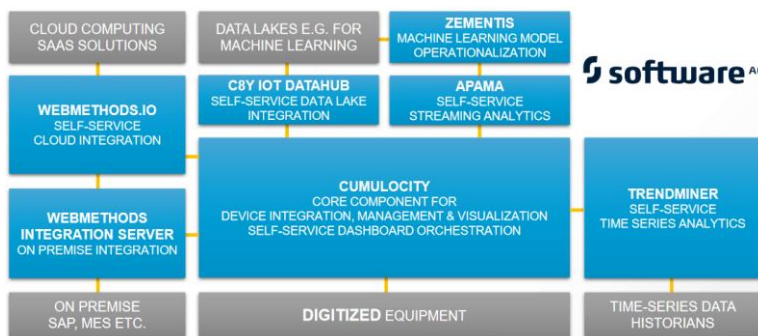 CLOUD COMPUTING
SAAS SOLUTIONS
DATA LAKES E.G. FOR
MACHINE LEARNING
ZEMENTIS
MACHINE LEARNING MODEL
OPERATIONALIZATION
software AG
WEBMETHODS.IO
SELF-SERVICE
CLOUD INTEGRATION
C8Y IOT DATAHUB
SELF-SERVICE DATA LAKE
INTEGRATION
APAMA
SELF-SERVICE
STREAMING ANALYTICS
WEBMETHODS
INTEGRATION SERVER
ON PREMISE INTEGRATION
CUMULOCITY
CORE COMPONENT FOR
DEVICE INTEGRATION, MANAGEMENT & VISUALIZATION
SELF-SERVICE DASHBOARD ORCHESTRATION
TRENDMINER
SELF-SERVICE
TIME SERIES ANALYTICS
ON PREMISE
SAP, MES ETC.
DIGITIZED EQUIPMENT
TIME-SERIES DATA
HISTORIANS